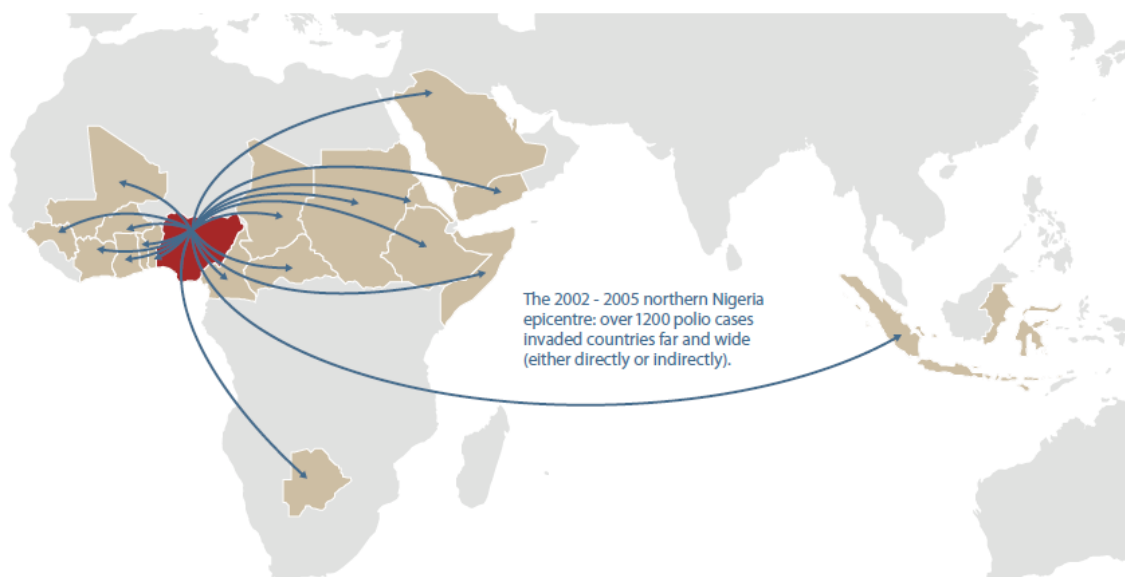 The 2002 - 2005 northern Nigeria
epicentre: over 1200 polio cases
invaded countries far and wide
(either directly or indirectly).